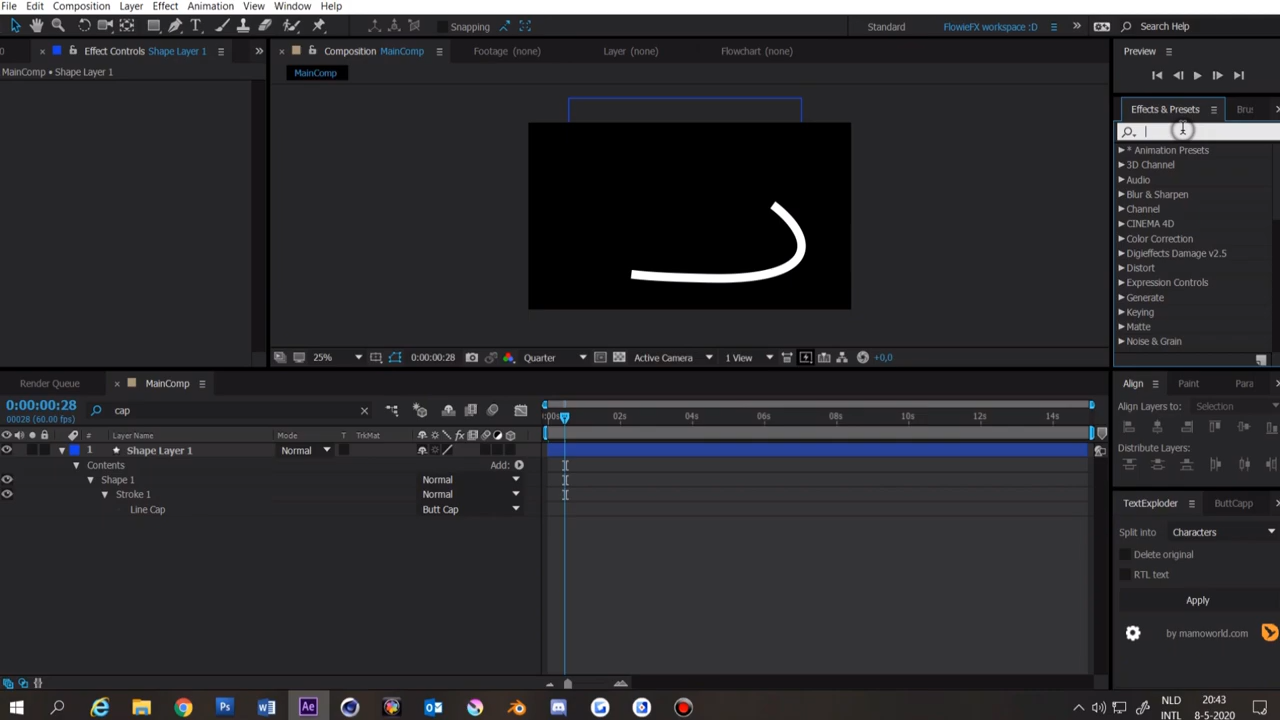 File Edit Composition Layer Effect Animation View Window Help
Snapping Standard FlowieFX workspace :D Search Help
Effect Controls Shape Layer 1
MainComp • Shape Layer 1
Composition MainComp Footage (none) Layer (none) Flowchart (none)
MainComp
Preview
Effects & Presets Bru
* Animation Presets
3D Channel
Audio
Blur & Sharpen
Channel
CINEMA 4D
Color Correction
Digieffects Damage v2.5
Distort
Expression Controls
Generate
Keying
Matte
Noise & Grain
25% 0:00:00:28 Quarter Active Camera 1 View +0,0
Render Queue MainComp
0:00:00:28
00028 (60.00 fps)
cap
00s 02s 04s 06s 08s 10s 12s 14s
# Layer Name Mode T TrkMat
1 Shape Layer 1 Normal
Contents Add:
Shape 1 Normal
Stroke 1 Normal
Line Cap Butt Cap
Align Paint Para
Align Layers to: Selection
Distribute Layers:
TextExploder ButtCapp
Split into Characters
Delete original
RTL text
Apply
by mamoworld.com
NLD
INTL
20:43
8-5-2020